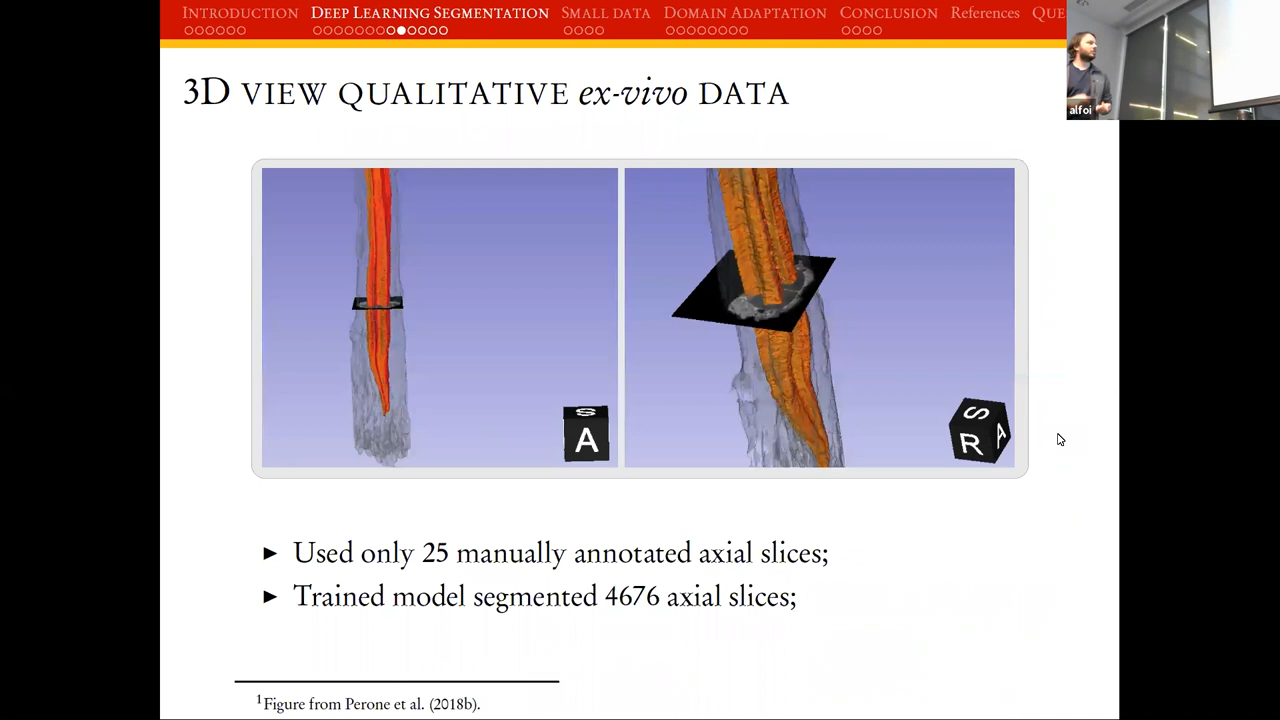 INTRODUCTION DEEP LEARNING SEGMENTATION SMALL DATA DOMAIN ADAPTATION CONCLUSION References QUE
alfoi
3D VIEW QUALITATIVE ex-vivo DATA
S
A
S
R
A
► Used only 25 manually annotated axial slices;
► Trained model segmented 4676 axial slices;
1Figure from Perone et al. (2018b).